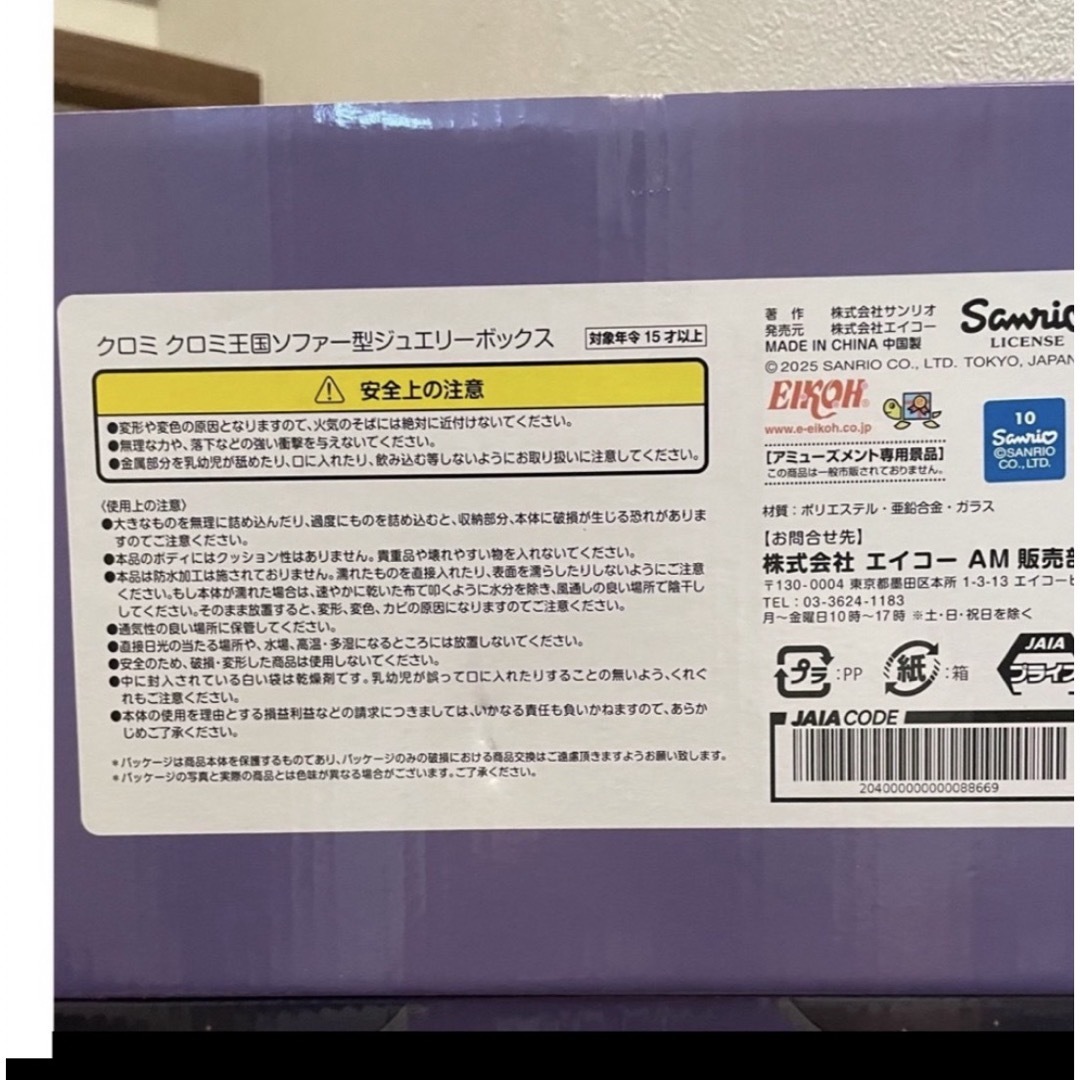 クロミ クロミ王国ソファー型ジュエリーボックス
対象年令15才以上
安全上の注意
●変形や変色の原因となりますので、火気のそばには絶対に近付けないでください。
●無理な力や、落下などの強い衝撃を与えないでください。
●金属部分を乳幼児が舐めたり、口に入れたり、飲み込む等しないようにお取り扱いに注意してください。
〈使用上の注意〉
●大きなものを無理に詰め込んだり、過度にものを詰め込むと、収納部分、本体に破損が生じる恐れがありま
すのでご注意ください。
●本品のボディにはクッション性はありません。貴重品や壊れやすい物を入れないでください。
●本品は防水加工は施されておりません。濡れたものを直接入れたり、表面を濡らしたりしないようにご注意
ください。もし本体が濡れた場合は、速やかに乾いた布で叩くように水分を除き、風通しの良い場所で陰干し
してください。そのまま放置すると、変形、変色、カビの原因になりますのでご注意ください。
●通気性の良い場所に保管してください。
●直接日光の当たる場所や、水場、高温・多湿になるところには放置しないでください。
●安全のため、破損・変形した商品は使用しないでください。
●中に封入されている白い袋は乾燥剤です。乳幼児が誤って口に入れたりすることの無いよう、くれぐ
れもご注意ください。
●本体の使用を理由とする損益利益などの請求につきましては、いかなる責任も負いかねますので、あらか
じめご了承ください。
*パッケージは商品本体を保護するものであり、パッケージのみの破損における商品交換はご遠慮頂きますようお願い致します。
*パッケージの写真と実際の商品とは色味が異なる場合がございます。ご了承ください。
著 作 株式会社サンリオ
発売元 株式会社エイコー
MADE IN CHINA 中国製
Sanrio
LICENSE
©2025 SANRIO CO., LTD. TOKYO, JAPAN
EIKOH
www.e-eikoh.co.jp
10
Sanrio
©SANRIO
CO., LTD.
【アミューズメント専用景品】
この商品は一般市販されておりません。
材質:ポリエステル・亜鉛合金・ガラス
【お問合せ先】
株式会社 エイコー AM 販売部
〒130-0004 東京都墨田区本所 1-3-13 エイコービ
TEL:03-3624-1183
月〜金曜日10時〜17時 ※土・日・祝日を除く
プラ :PP
紙 :箱
JAIA
プライズ
JAIA CODE
204000000000088669